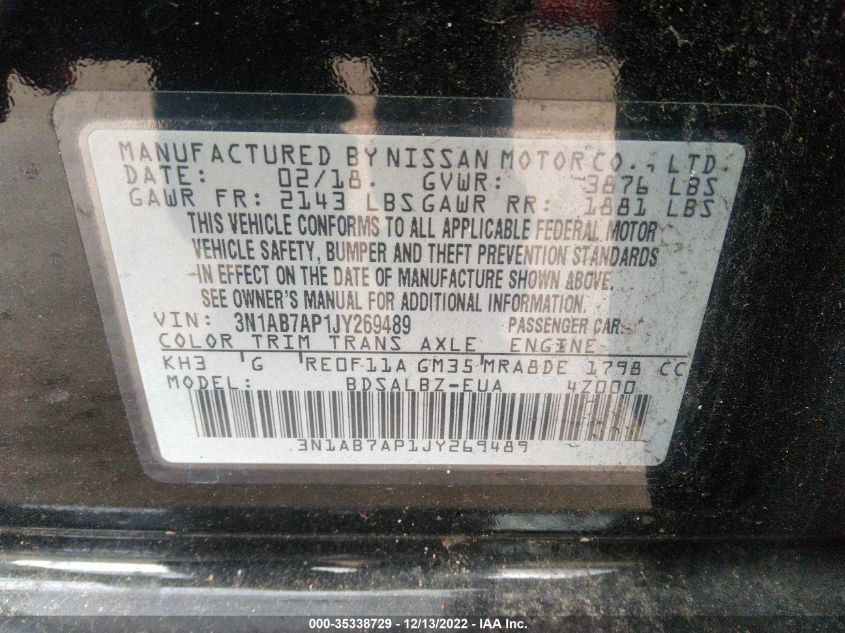 MANUFACTURED BY NISSAN MOTOR CO., LTD.
DATE: 02/18. GVWR: 3876 LBS
GAWR FR: 2143 LBS GAWR RR: 1881 LBS
THIS VEHICLE CONFORMS TO ALL APPLICABLE FEDERAL MOTOR
VEHICLE SAFETY, BUMPER AND THEFT PREVENTION STANDARDS
IN EFFECT ON THE DATE OF MANUFACTURE SHOWN ABOVE.
SEE OWNER'S MANUAL FOR ADDITIONAL INFORMATION.
VIN: 3N1AB7AP1JY269489 PASSENGER CAR
COLOR TRIM TRANS AXLE ENGINE
KH3 G RE0F11A GM35 MRA8DE 1798 CC
MODEL: BDSALBZ-EUA 4Z000
3N1AB7AP1JY269489
000-35338729 - 12/13/2022 - IAA Inc.